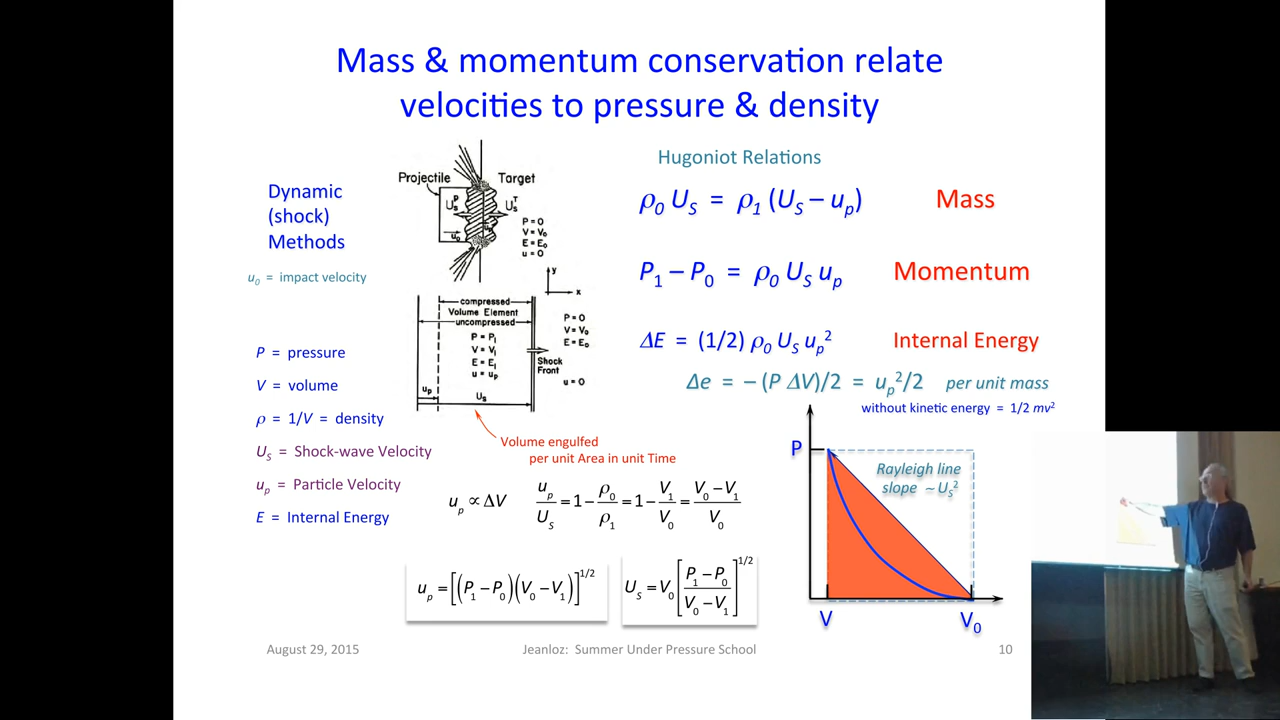 Mass & momentum conservation relate
velocities to pressure & density
Dynamic
(shock)
Methods
u₀ = impact velocity
P = pressure
V = volume
ρ = 1/V = density
U_S = Shock-wave Velocity
u_p = Particle Velocity
E = Internal Energy
Projectile
Target
U_S^P
U_S^T
u₀
P=0
V=V₀
E=E₀
u=0
y
x
compressed
Volume Element
uncompressed
P=P₁
V=V₁
E=E₁
u=u_p
P=0
V=V₀
E=E₀
Shock
Front
u=0
u_p
U_S
Volume engulfed
per unit Area in unit Time
u_p ∝ ΔV
u_p/U_S = 1 − ρ₀/ρ₁ = 1 − V₁/V₀ = (V₀ − V₁)/V₀
u_p = [(P₁ − P₀)(V₀ − V₁)]^1/2
U_S = V₀ [(P₁ − P₀)/(V₀ − V₁)]^1/2
Hugoniot Relations
ρ₀ U_S = ρ₁ (U_S – u_p) Mass
P₁ – P₀ = ρ₀ U_S u_p Momentum
ΔE = (1/2) ρ₀ U_S u_p² Internal Energy
Δe = – (P ΔV)/2 = u_p²/2 per unit mass
without kinetic energy = 1/2 mv²
P
Rayleigh line
slope ~U_S²
V
V₀
August 29, 2015
Jeanloz: Summer Under Pressure School
10